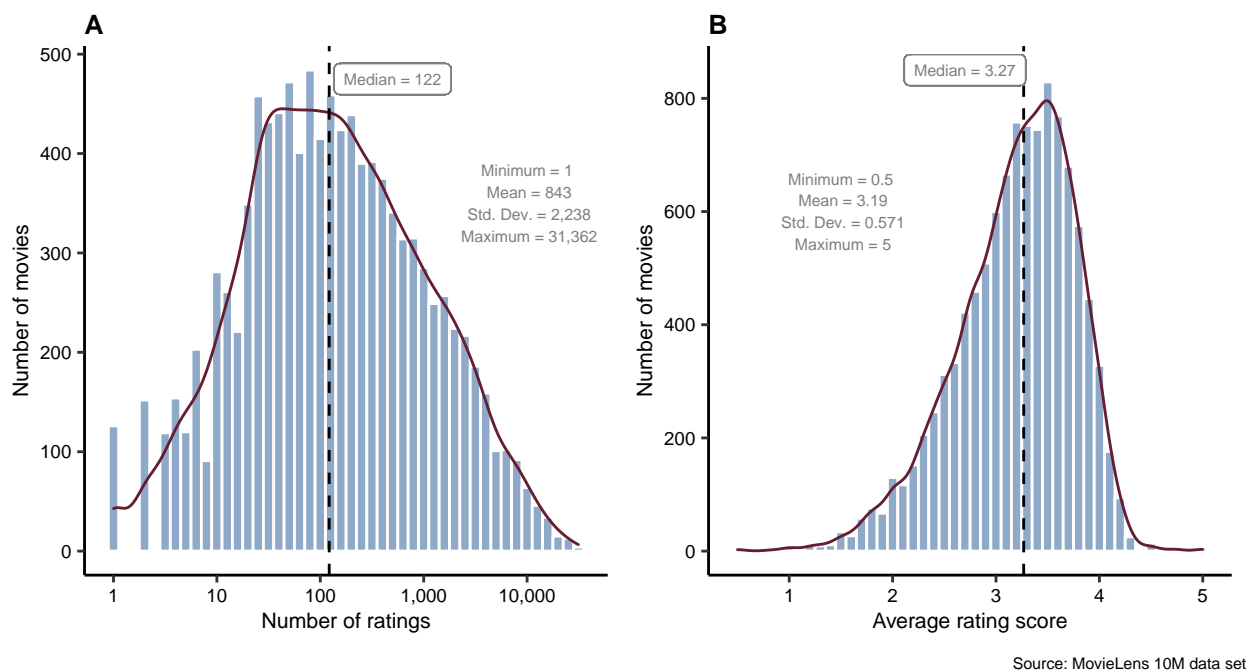 A
Number of movies
500
400
300
200
100
0
Median = 122
Minimum = 1
Mean = 843
Std. Dev. = 2,238
Maximum = 31,362
1 10 100 1,000 10,000
Number of ratings
B
Number of movies
800
600
400
200
0
Median = 3.27
Minimum = 0.5
Mean = 3.19
Std. Dev. = 0.571
Maximum = 5
1 2 3 4 5
Average rating score
Source: MovieLens 10M data set